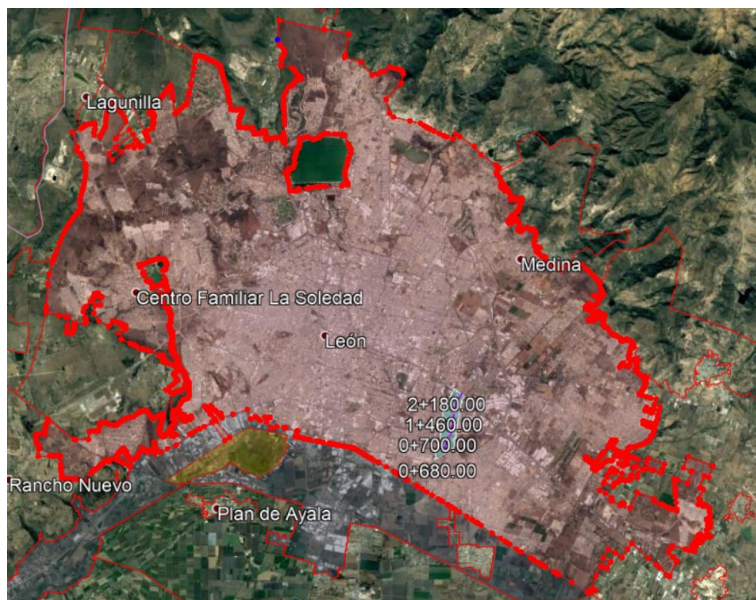 Lagunilla
Medina
Centro Familiar La Soledad
León
2+180.00
1+460.00
0+700.00
0+680.00
Rancho Nuevo
Plan de Ayala